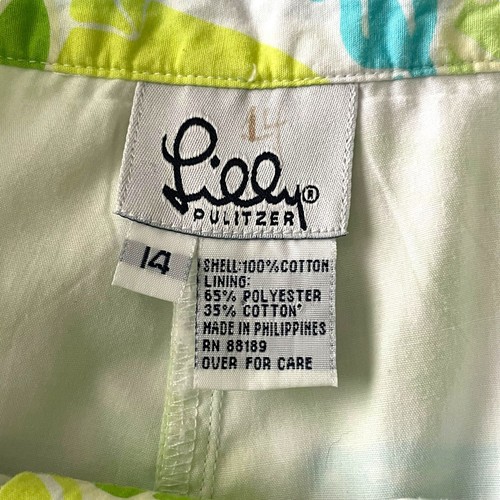 14
Lilly®
PULITZER
14
SHELL:100%COTTON
LINING:
65% POLYESTER
35% COTTON
MADE IN PHILIPPINES
RN 88189
OVER FOR CARE